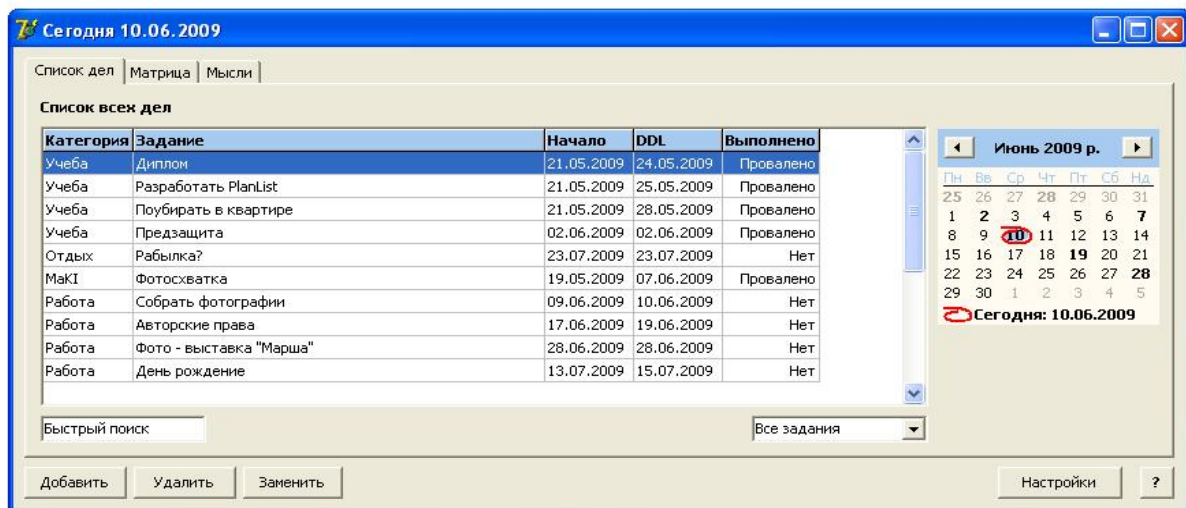 Сегодня 10.06.2009
Список дел Матрица Мысли
Список всех дел
Категория Задание Начало DDL Выполнено
Учеба Диплом 21.05.2009 24.05.2009 Провалено
Учеба Разработать PlanList 21.05.2009 25.05.2009 Провалено
Учеба Поубирать в квартире 21.05.2009 28.05.2009 Провалено
Учеба Предзащита 02.06.2009 02.06.2009 Провалено
Отдых Рабылка? 23.07.2009 23.07.2009 Нет
MaKI Фотосхватка 19.05.2009 07.06.2009 Провалено
Работа Собрать фотографии 09.06.2009 10.06.2009 Нет
Работа Авторские права 17.06.2009 19.06.2009 Нет
Работа Фото - выставка "Марша" 28.06.2009 28.06.2009 Нет
Работа День рождение 13.07.2009 15.07.2009 Нет
Июнь 2009 р.
Пн Вв Ср Чт Пт Сб Нд
25 26 27 28 29 30 31
1 2 3 4 5 6 7
8 9 10 11 12 13 14
15 16 17 18 19 20 21
22 23 24 25 26 27 28
29 30 1 2 3 4 5
Сегодня: 10.06.2009
Быстрый поиск Все задания
Добавить Удалить Заменить Настройки ?